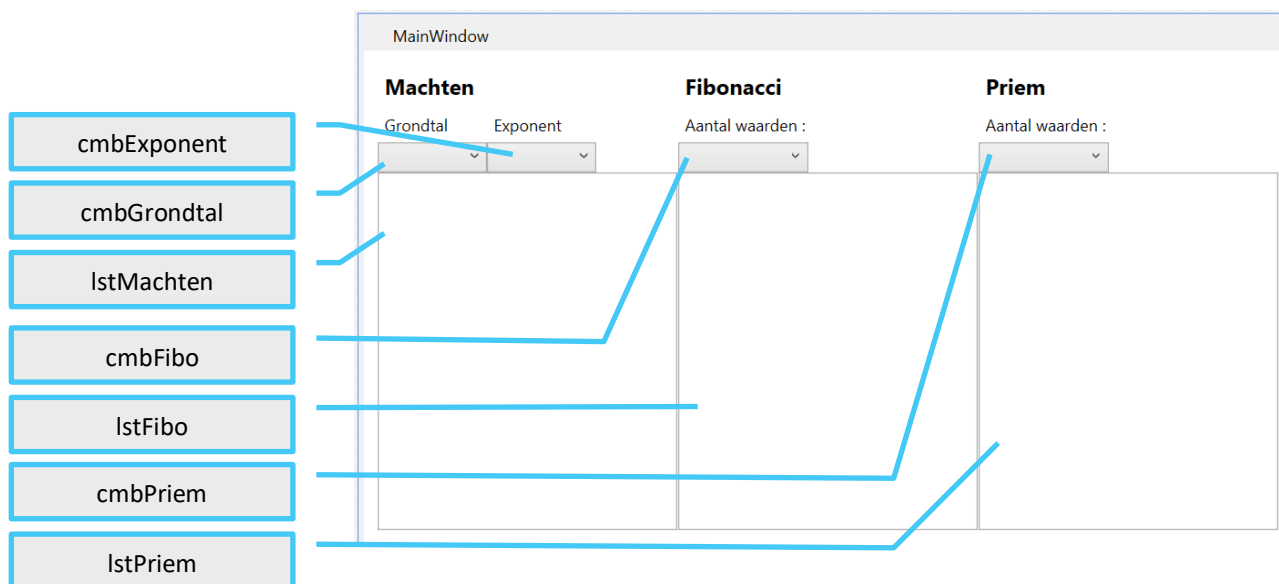 MainWindow
Machten
Fibonacci
Priem
Grondtal
Exponent
Aantal waarden :
Aantal waarden :
cmbExponent
cmbGrondtal
lstMachten
cmbFibo
lstFibo
cmbPriem
lstPriem